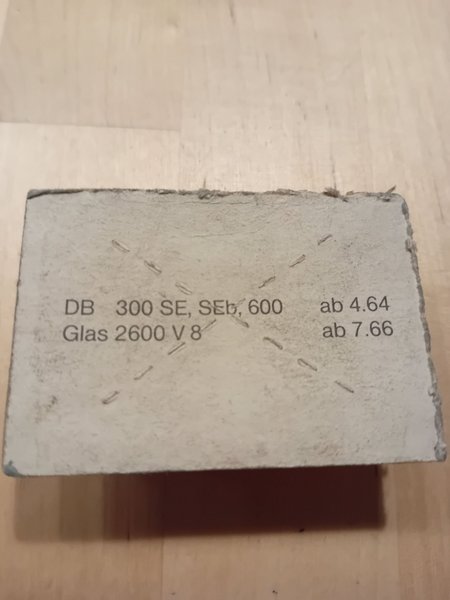 DB 300 SE, SEb, 600 ab 4.64
Glas 2600 V 8 ab 7.66